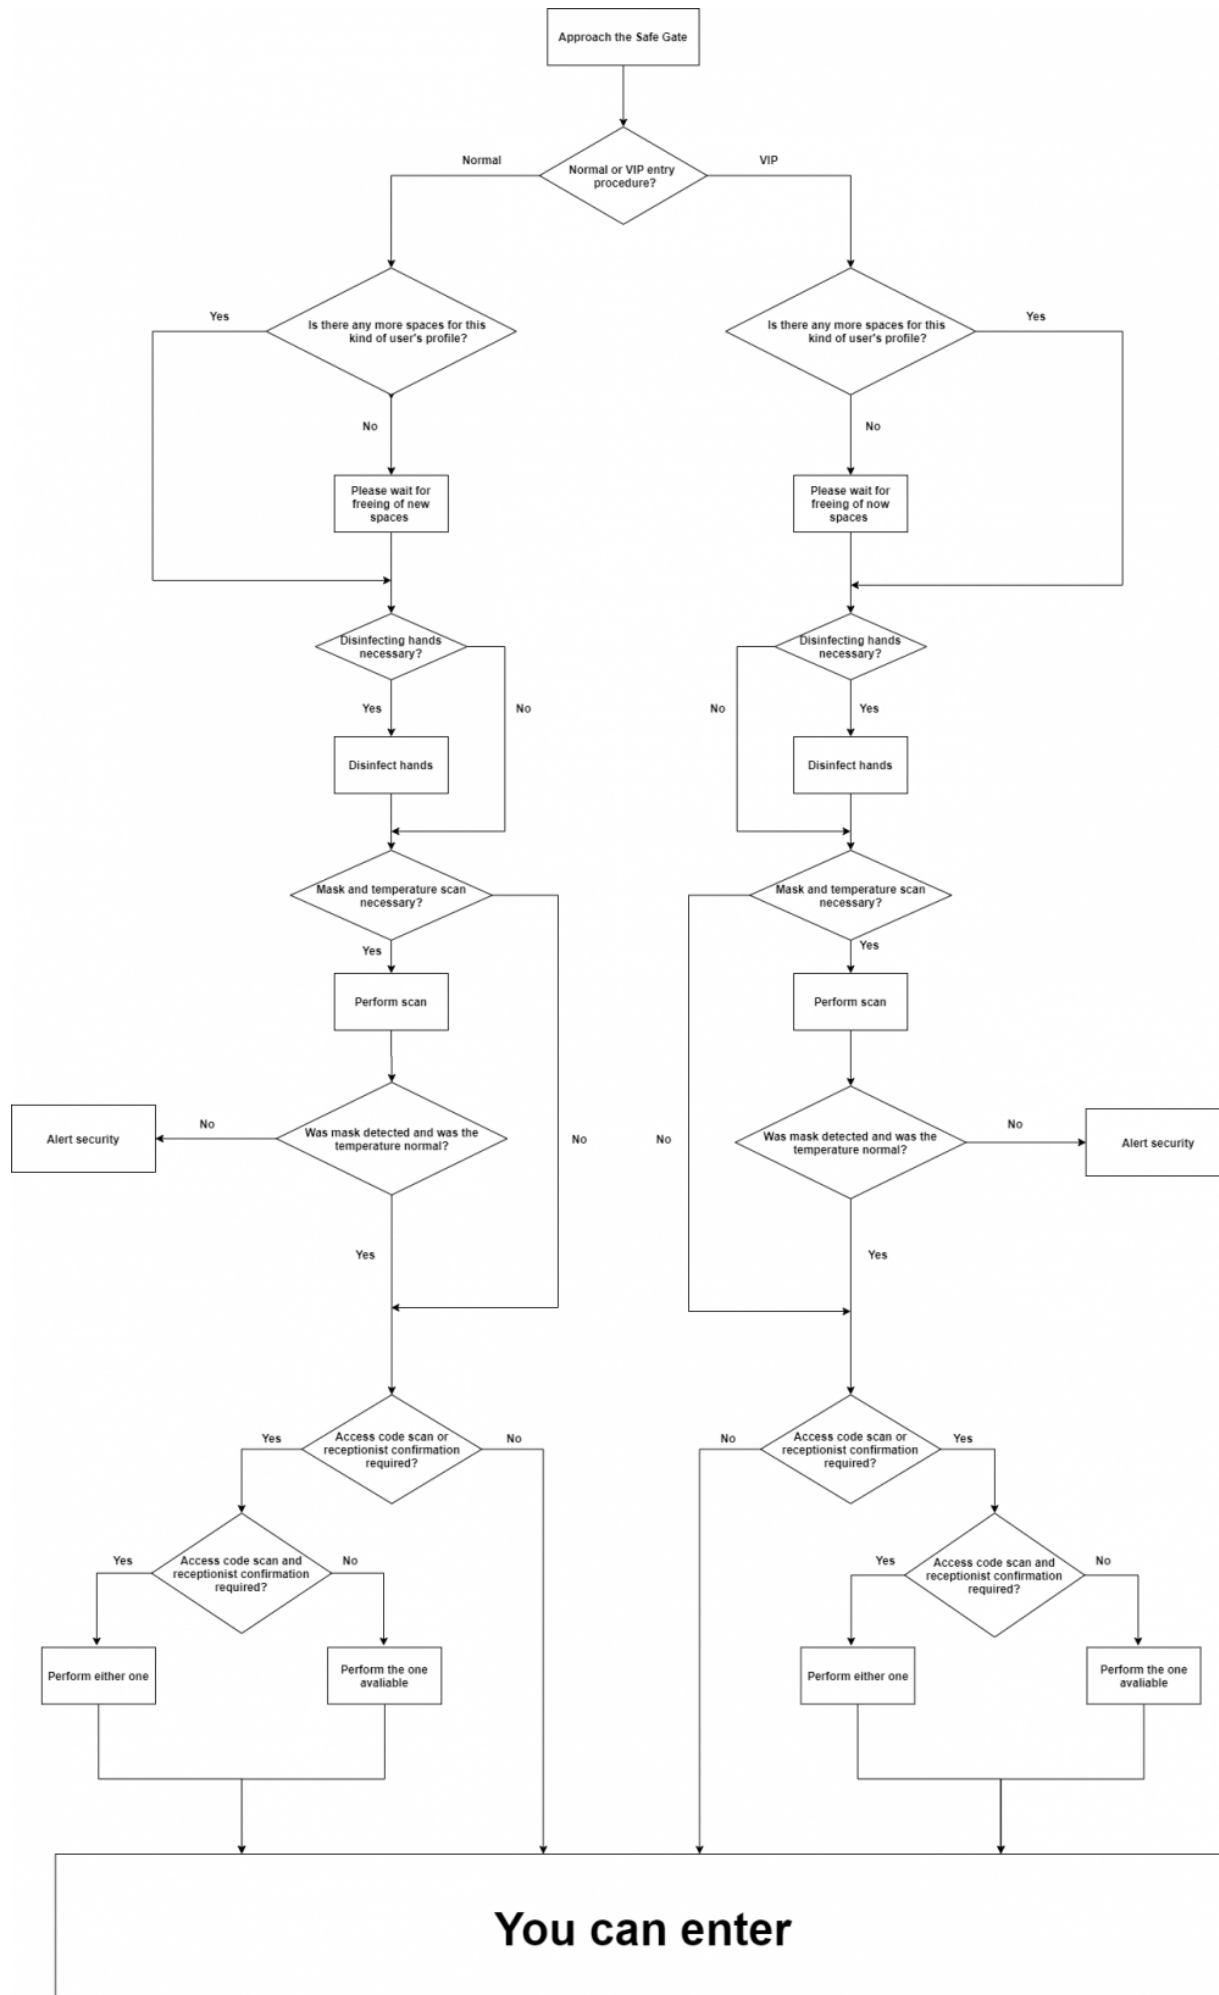 Approach the Safe Gate
Normal
VIP
Normal or VIP entry
procedure?
Yes
Is there any more spaces for this
kind of user's profile?
Is there any more spaces for this
kind of user's profile?
Yes
No
No
Please wait for
freeing of new
spaces
Please wait for
freeing of now
spaces
Disinfecting hands
necessary?
Disinfecting hands
necessary?
Yes
No
No
Yes
Disinfect hands
Disinfect hands
Mask and temperature scan
necessary?
Mask and temperature scan
necessary?
Yes
Yes
Perform scan
Perform scan
Alert security
No
Was mask detected and was the
temperature normal?
No
No
Was mask detected and was the
temperature normal?
No
Alert security
Yes
Yes
Yes
Access code scan or
receptionist confirmation
required?
No
No
Access code scan or
receptionist confirmation
required?
Yes
Yes
Access code scan and
receptionist confirmation
required?
No
Yes
Access code scan and
receptionist confirmation
required?
No
Perform either one
Perform the one
avaliable
Perform either one
Perform the one
avaliable
You can enter